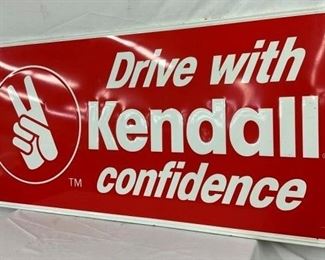 Drive with
Kendall
confidence
TM